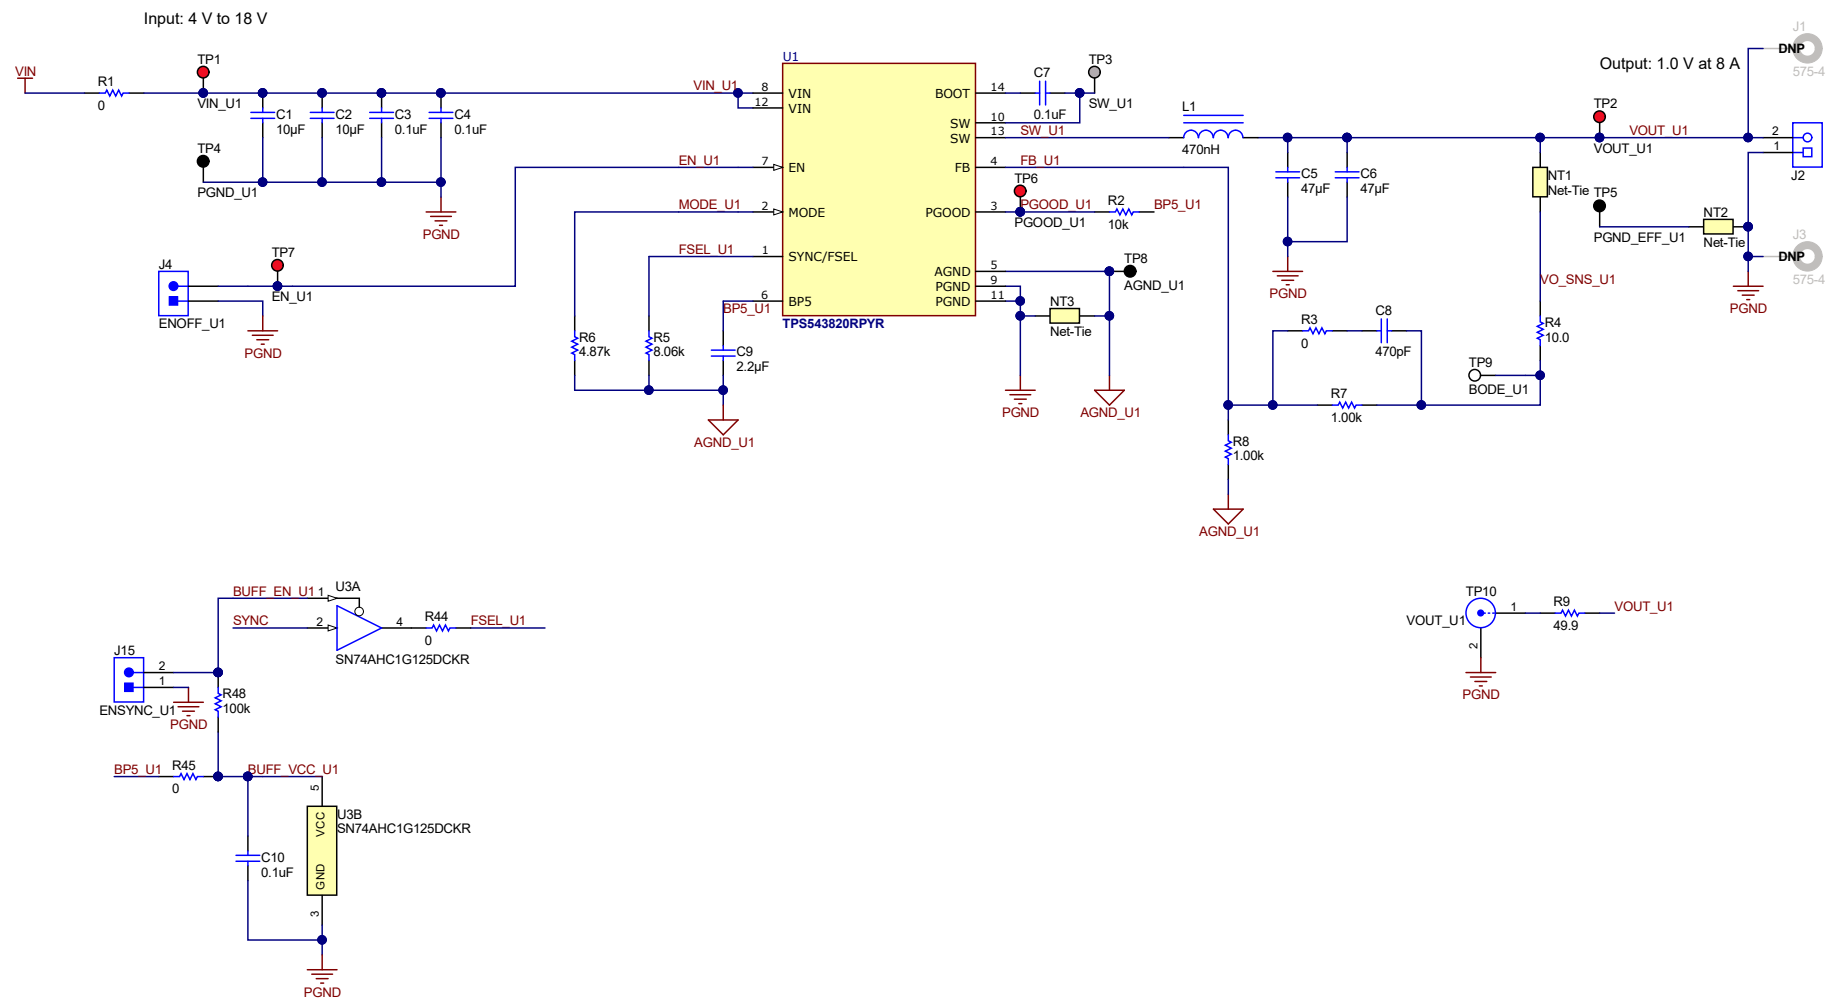 Input: 4 V to 18 V
VIN
R1
0
TP1
VIN_U1
C1
10µF
C2
10µF
C3
0.1uF
C4
0.1uF
TP4
PGND_U1
PGND
J4
ENOFF_U1
TP7
EN_U1
PGND
U1
VIN_U1
8
VIN
12
VIN
EN_U1
7
EN
MODE_U1
2
MODE
FSEL_U1
1
SYNC/FSEL
6
BP5
BP5_U1
TPS543820RPYR
R6
4.87k
R5
8.06k
C9
2.2µF
AGND_U1
BOOT
14
SW
10
SW
13
FB
4
PGOOD
3
AGND
5
PGND
9
PGND
11
C7
0.1uF
TP3
SW_U1
SW_U1
FB_U1
TP6
PGOOD_U1
PGOOD_U1
R2
10k
BP5_U1
TP8
AGND_U1
NT3
Net-Tie
PGND
AGND_U1
L1
470nH
C5
47µF
C6
47µF
PGND
Output: 1.0 V at 8 A
TP2
VOUT_U1
VOUT_U1
J1
DNP
575-4
2
1
J2
NT1
Net-Tie
TP5
PGND_EFF_U1
NT2
Net-Tie
J3
DNP
575-4
PGND
VO_SNS_U1
R4
10.0
TP9
BODE_U1
R3
0
C8
470pF
R7
1.00k
R8
1.00k
AGND_U1
BUFF_EN_U1
1
U3A
SYNC
2
4
R44
0
FSEL_U1
SN74AHC1G125DCKR
J15
2
1
ENSYNC_U1
PGND
R48
100k
BP5_U1
R45
0
BUFF_VCC_U1
5
VCC
GND
U3B
SN74AHC1G125DCKR
C10
0.1uF
3
PGND
TP10
VOUT_U1
1
R9
49.9
VOUT_U1
2
PGND